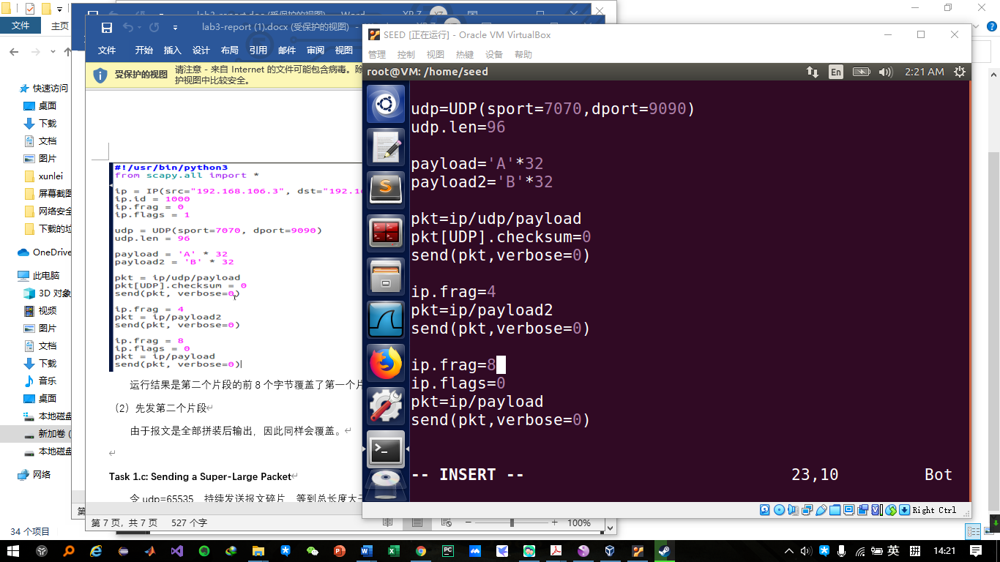 文件
主页
快速访问
桌面
下载
文档
图片
xunlei
屏幕截图
网络安全
OneDrive
此电脑
3D 对象
视频
图片
文档
下载
音乐
桌面
本地磁盘
新加卷 (
本地磁盘
网络
34 个项目
lab3-report (1).docx (受保护的视图)
文件 开始 插入 设计 布局 引用 邮件 审阅 视图
受保护的视图 请注意 - 来自 Internet 的文件可能包含病毒。除
护视图中比较安全。
#!/usr/bin/python3
from scapy.all import *
ip = IP(src="192.168.106.3", dst="192.16
ip.id = 1000
ip.frag = 0
ip.flags = 1
udp = UDP(sport=7070, dport=9090)
udp.len = 96
payload = 'A' * 32
payload2 = 'B' * 32
pkt = ip/udp/payload
pkt[UDP].checksum = 0
send(pkt, verbose=0)
ip.frag = 4
pkt = ip/payload2
send(pkt, verbose=0)
ip.frag = 8
ip.flags = 0
pkt = ip/payload
send(pkt, verbose=0)
运行结果是第二个片段的前 8 个字节覆盖了第一个片
（2）先发第二个片段
由于报文是全部拼装后输出，因此同样会覆盖。
Task 1.c: Sending a Super-Large Packet
令 udp=65535，持续发送报文碎片，等到总长度大于
第 7 页，共 7 页 527 个字
100%
SEED [正在运行] - Oracle VM VirtualBox
管理 控制 视图 热键 设备 帮助
root@VM: /home/seed
En 2:21 AM
udp=UDP(sport=7070,dport=9090)
udp.len=96
payload='A'*32
payload2='B'*32
pkt=ip/udp/payload
pkt[UDP].checksum=0
send(pkt,verbose=0)
ip.frag=4
pkt=ip/payload2
send(pkt,verbose=0)
ip.frag=8
ip.flags=0
pkt=ip/payload
send(pkt,verbose=0)
-- INSERT -- 23,10 Bot
Right Ctrl
英 拼 14:21